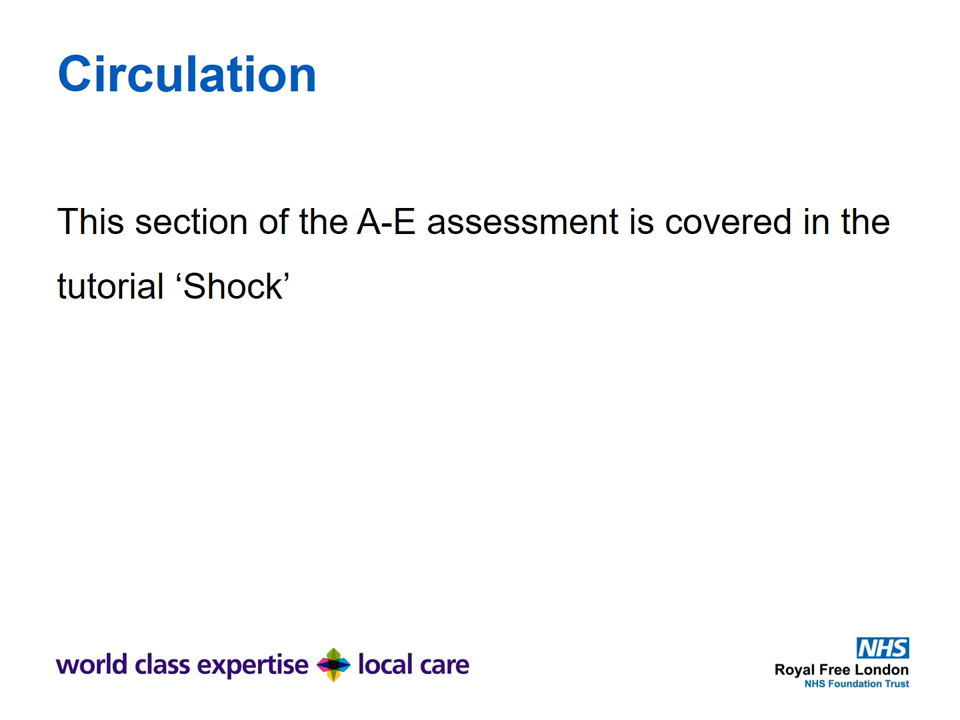 Circulation
This section of the A-E assessment is covered in the
tutorial ‘Shock’
world class expertise local care
NHS
Royal Free London
NHS Foundation Trust